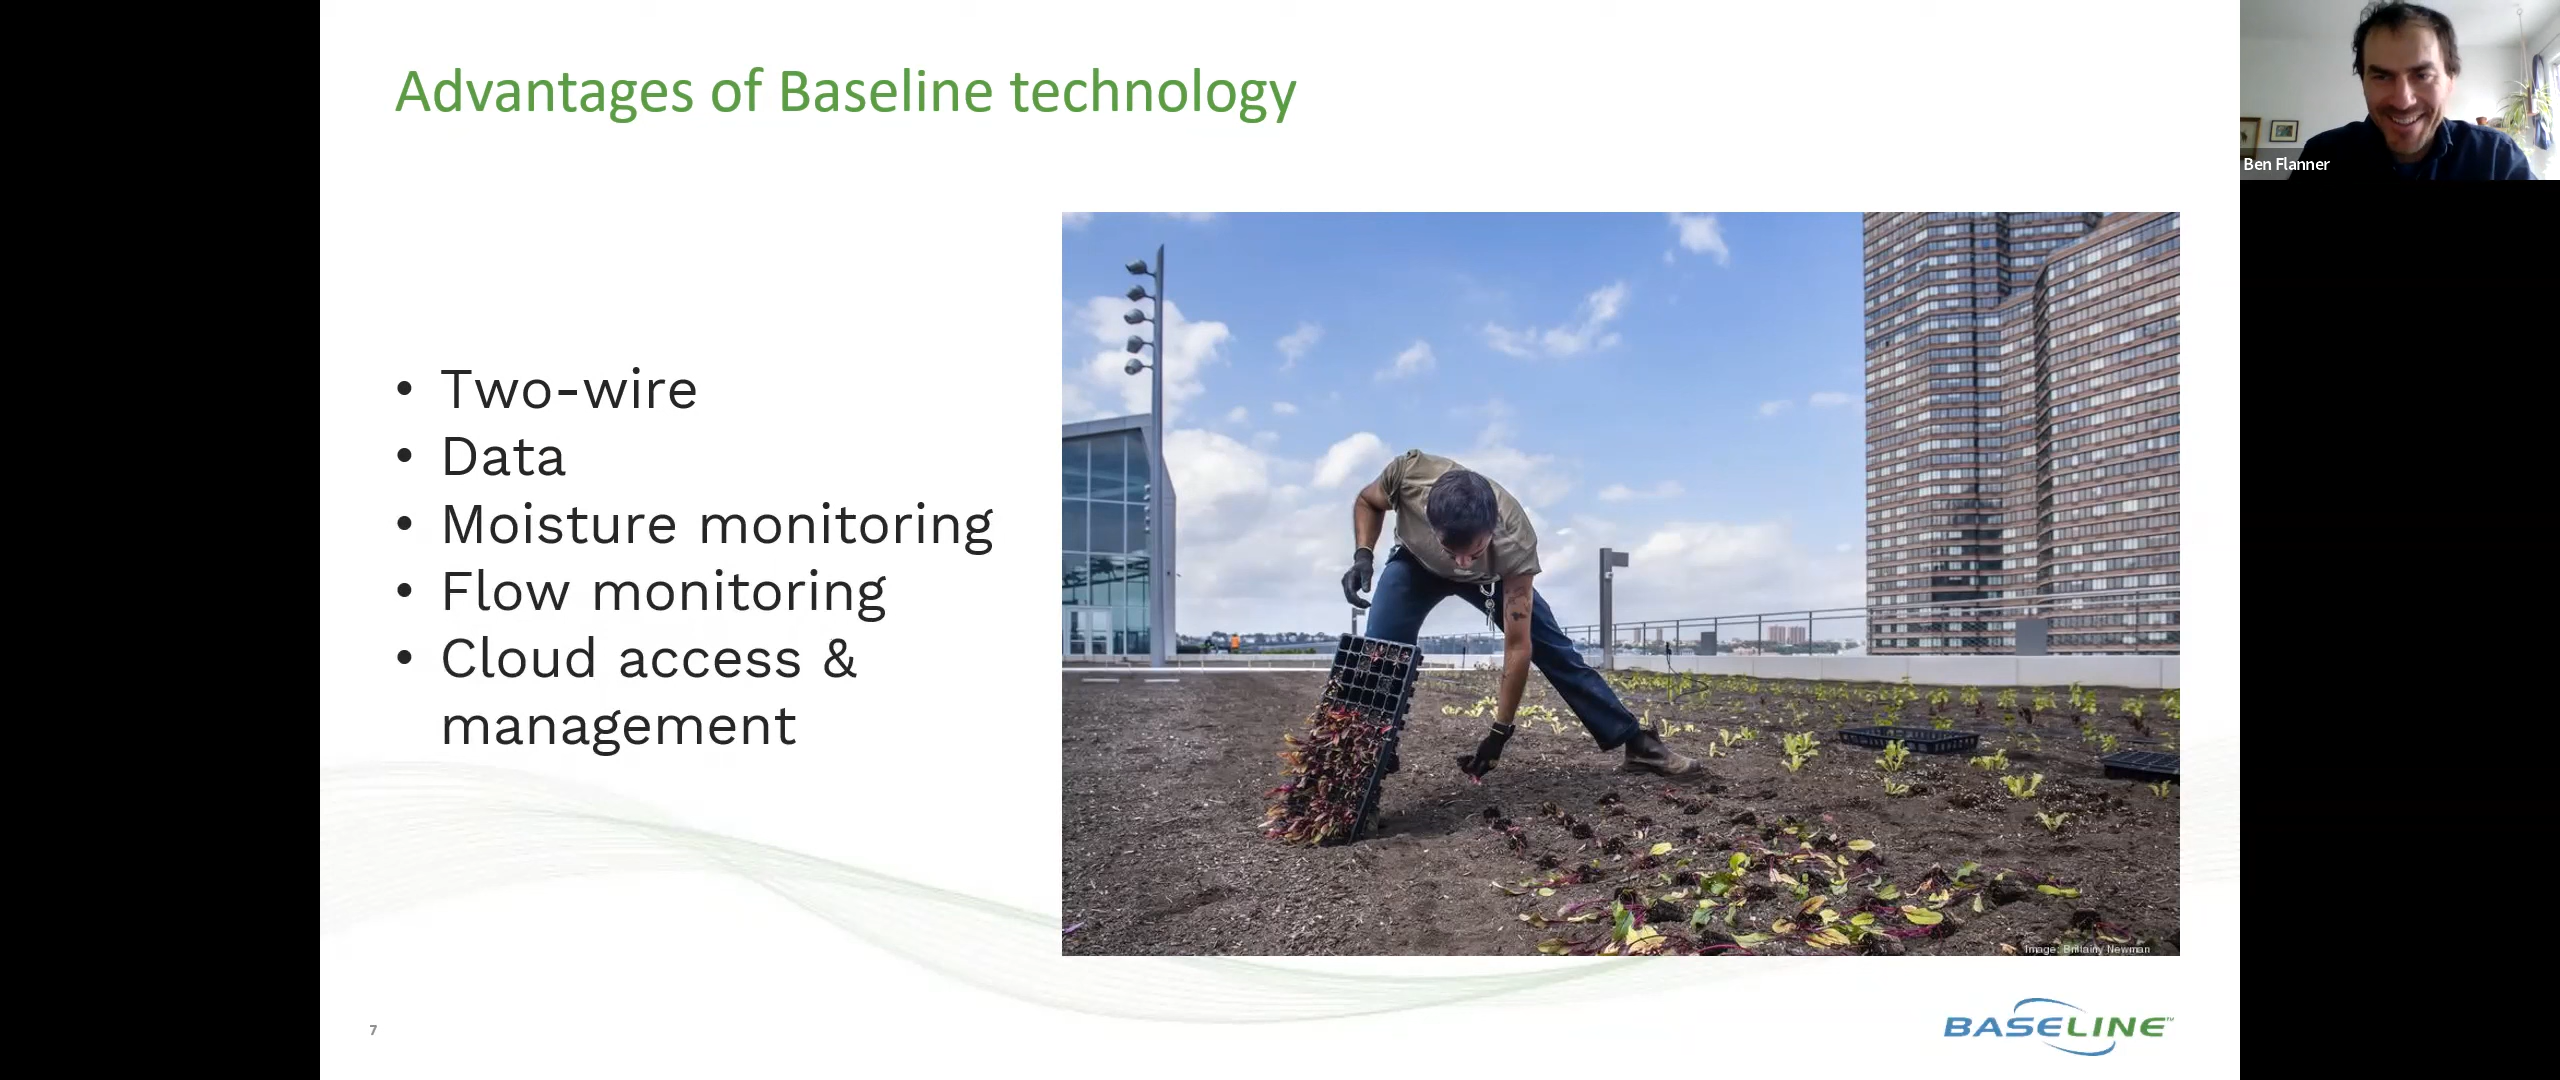 Advantages of Baseline technology
Ben Flanner
• Two-wire
• Data
• Moisture monitoring
• Flow monitoring
• Cloud access &
management
Image: Brittainy Newman
7
BASELINE™